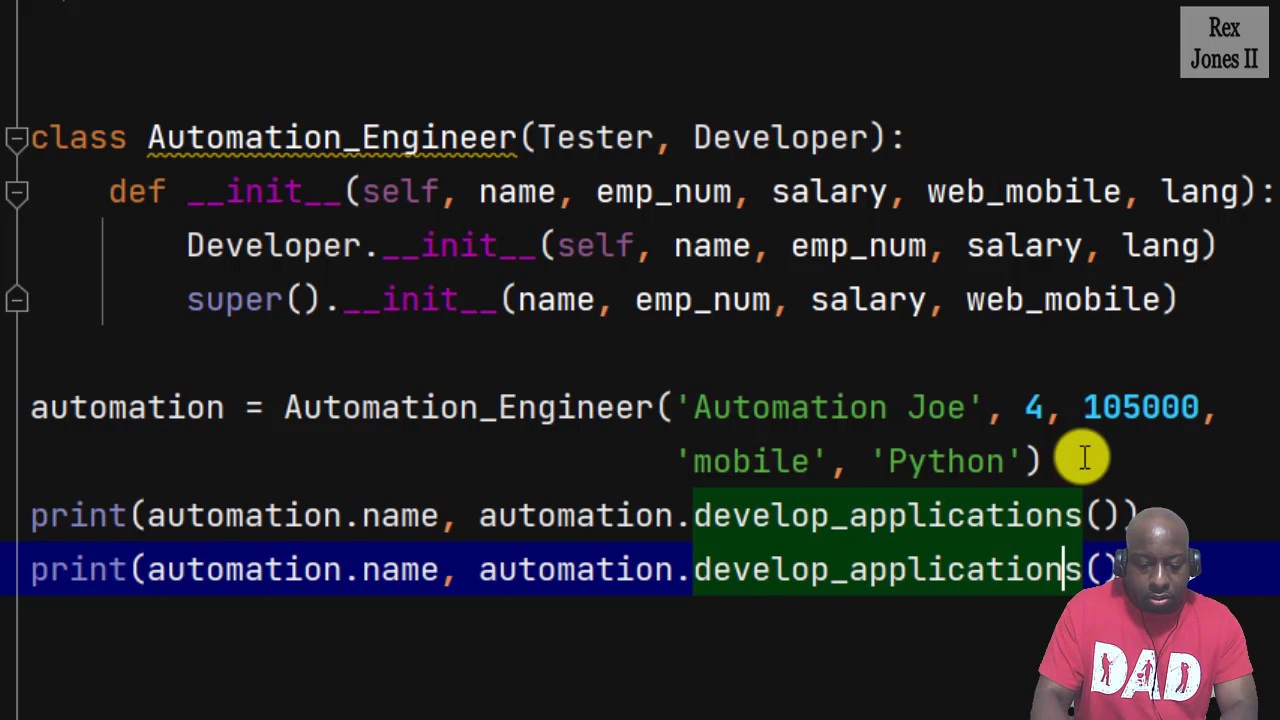 Rex
Jones II
class Automation_Engineer(Tester, Developer):
def __init__(self, name, emp_num, salary, web_mobile, lang):
Developer.__init__(self, name, emp_num, salary, lang)
super().__init__(name, emp_num, salary, web_mobile)
automation = Automation_Engineer('Automation Joe', 4, 105000,
'mobile', 'Python')
print(automation.name, automation.develop_applications())
print(automation.name, automation.develop_applications()
DAD